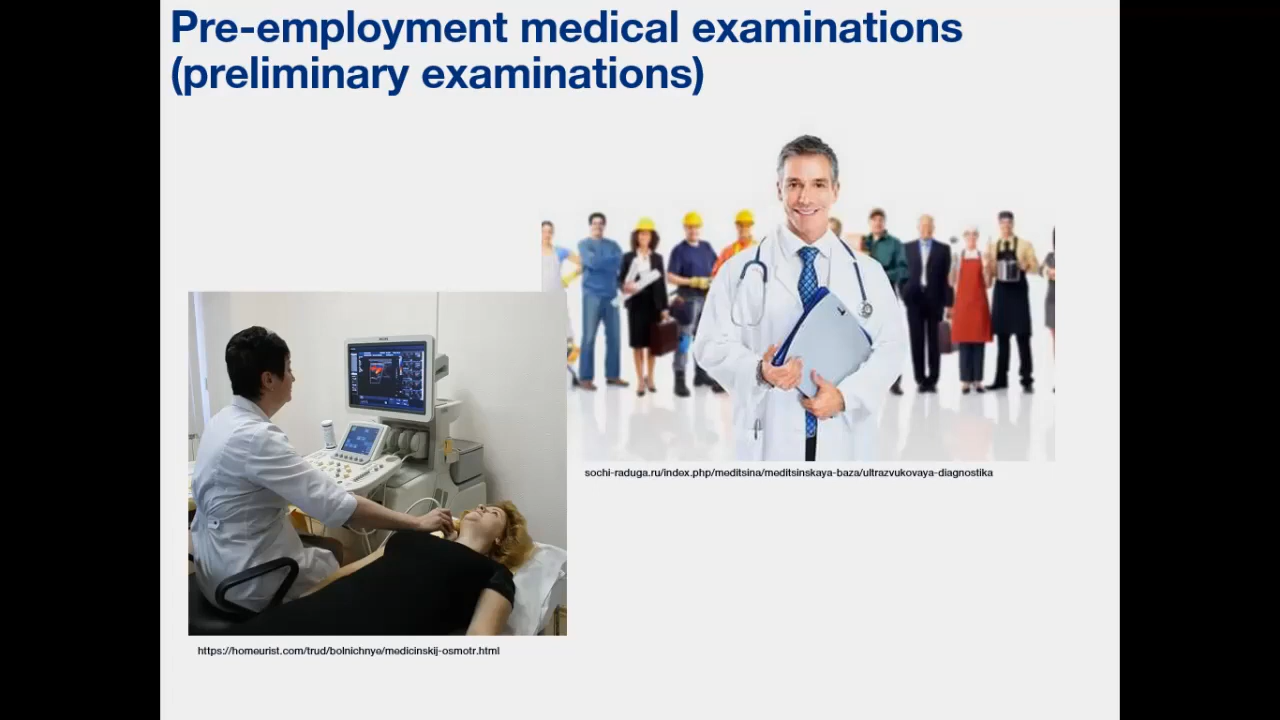 Pre-employment medical examinations
(preliminary examinations)
sochi-raduga.ru/index.php/meditsina/meditsinskaya-baza/ultrazvukovaya-diagnostika
https://homeurist.com/trud/bolnichnye/medicinskij-osmotr.html